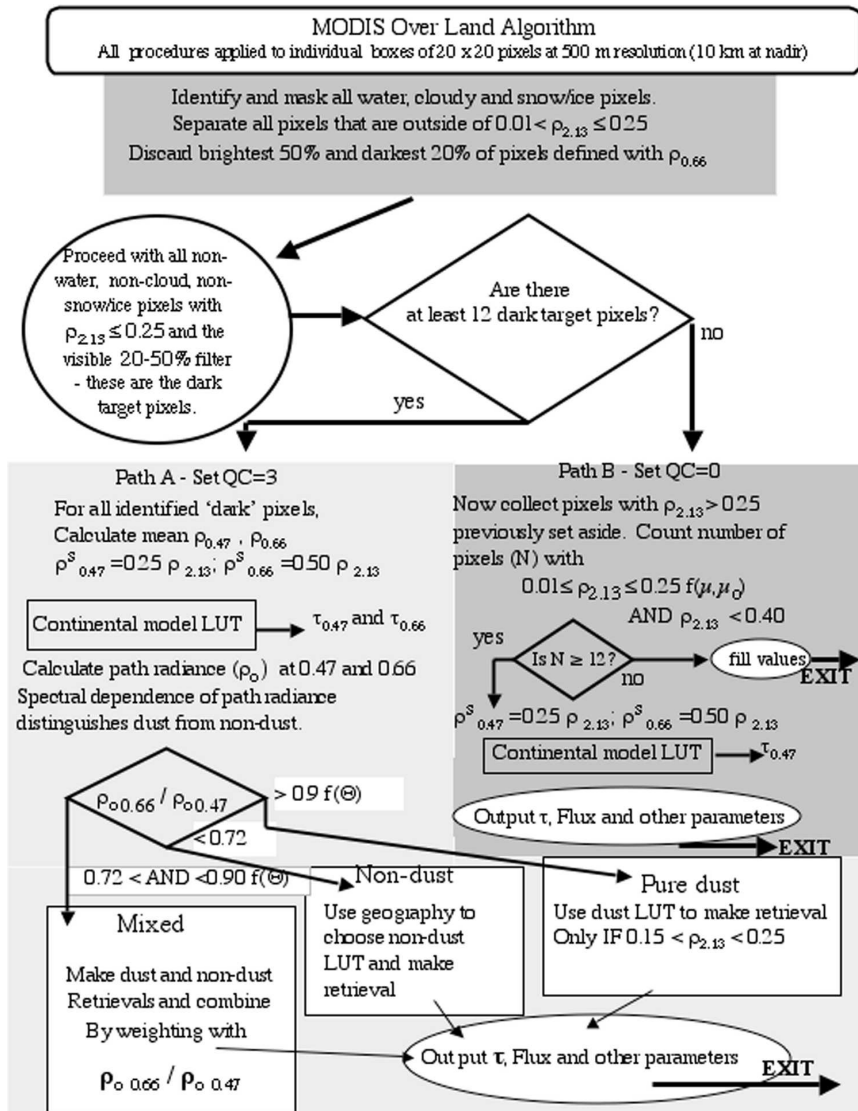 MODIS Over Land Algorithm
All procedures applied to individual boxes of 20 x 20 pixels at 500 m resolution (10 km at nadir)
Identify and mask all water, cloudy and snow/ice pixels.
Separate all pixels that are outside of 0.01 < ρ2.13 ≤ 0.25
Discard brightest 50% and darkest 20% of pixels defined with ρ0.66
Proceed with all non-
water, non-cloud, non-
snow/ice pixels with
ρ2.13 ≤ 0.25 and the
visible 20-50% filter
- these are the dark
target pixels.
Are there
at least 12 dark target pixels?
no
yes
Path A - Set QC=3
For all identified ‘dark’ pixels,
Calculate mean ρ0.47 , ρ0.66
ρˢ0.47 =0.25 ρ2.13; ρˢ0.66 =0.50 ρ2.13
Continental model LUT
τ0.47 and τ0.66
Calculate path radiance (ρo) at 0.47 and 0.66
Spectral dependence of path radiance
distinguishes dust from non-dust.
ρo 0.66 / ρo 0.47
> 0.9 f(Θ)
< 0.72
0.72 < AND <0.90 f(Θ)
Path B - Set QC=0
Now collect pixels with ρ2.13 > 0.25
previously set aside. Count number of
pixels (N) with
0.01 ≤ ρ2.13 ≤ 0.25 f(μ,μo)
AND ρ2.13 < 0.40
yes
Is N ≥ 12?
no
fill values
EXIT
ρˢ0.47 =0.25 ρ2.13; ρˢ0.66 =0.50 ρ2.13
Continental model LUT
τ0.47
Output τ, Flux and other parameters
EXIT
Mixed
Make dust and non-dust
Retrievals and combine
By weighting with
ρo 0.66 / ρo 0.47
Non-dust
Use geography to
choose non-dust
LUT and make
retrieval
Pure dust
Use dust LUT to make retrieval
Only IF 0.15 < ρ2.13 < 0.25
Output τ, Flux and other parameters
EXIT